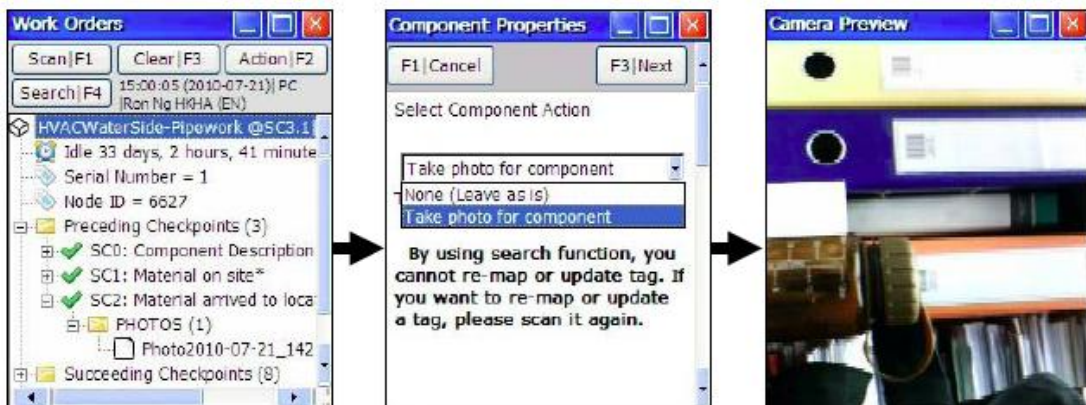 Work Orders
Scan|F1 Clear|F3 Action|F2
Search|F4 15:00:05 (2010-07-21)| PC
|Ron Ng HKHA (EN)
HVACWaterSide-Pipework @SC3.1
Idle 33 days, 2 hours, 41 minute
Serial Number = 1
Node ID = 6627
Preceding Checkpoints (3)
SC0: Component Description
SC1: Material on site*
SC2: Material arrived to loca
PHOTOS (1)
Photo2010-07-21_142
Succeeding Checkpoints (8)
Component Properties
F1|Cancel F3|Next
Select Component Action
Take photo for component
None (Leave as is)
Take photo for component
By using search function, you
cannot re-map or update tag. If
you want to re-map or update
a tag, please scan it again.
Camera Preview